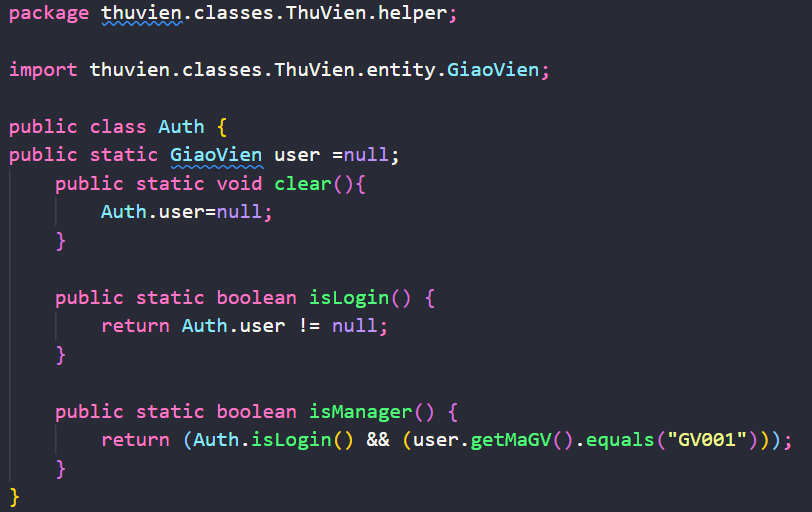 package thuvien.classes.ThuVien.helper;
import thuvien.classes.ThuVien.entity.GiaoVien;
public class Auth {
public static GiaoVien user =null;
public static void clear(){
Auth.user=null;
}
public static boolean isLogin() {
return Auth.user != null;
}
public static boolean isManager() {
return (Auth.isLogin() && (user.getMaGV().equals("GV001")));
}
}